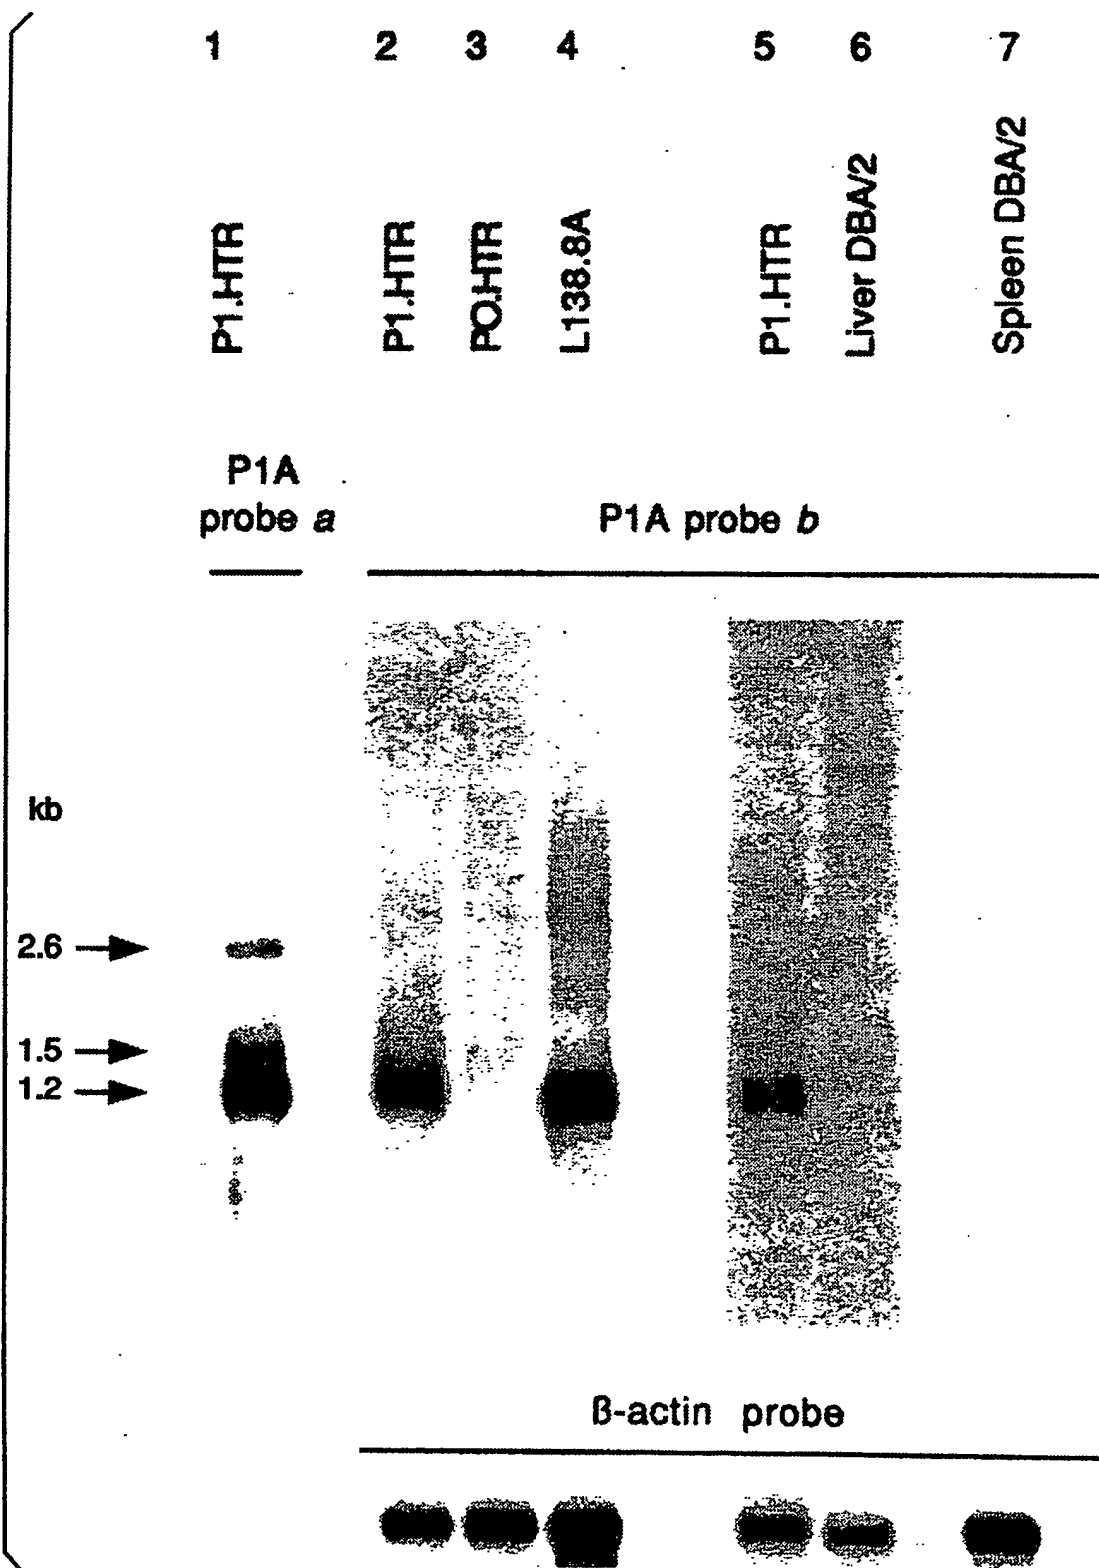 1 2 3 4 5 6 7
P1.HTR
P1.HTR
PO.HTR
L138.8A
P1.HTR
Liver DBA/2
Spleen DBA/2
P1A
probe a
P1A probe b
kb
2.6
1.5
1.2
β-actin probe